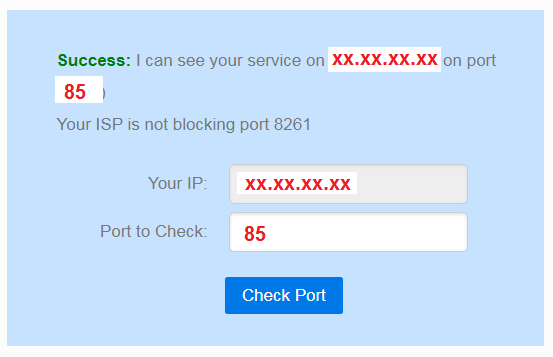 Success: I can see your service on xx.xx.xx.xx on port
85 )
Your ISP is not blocking port 8261
Your IP: xx.xx.xx.xx
Port to Check: 85
Check Port